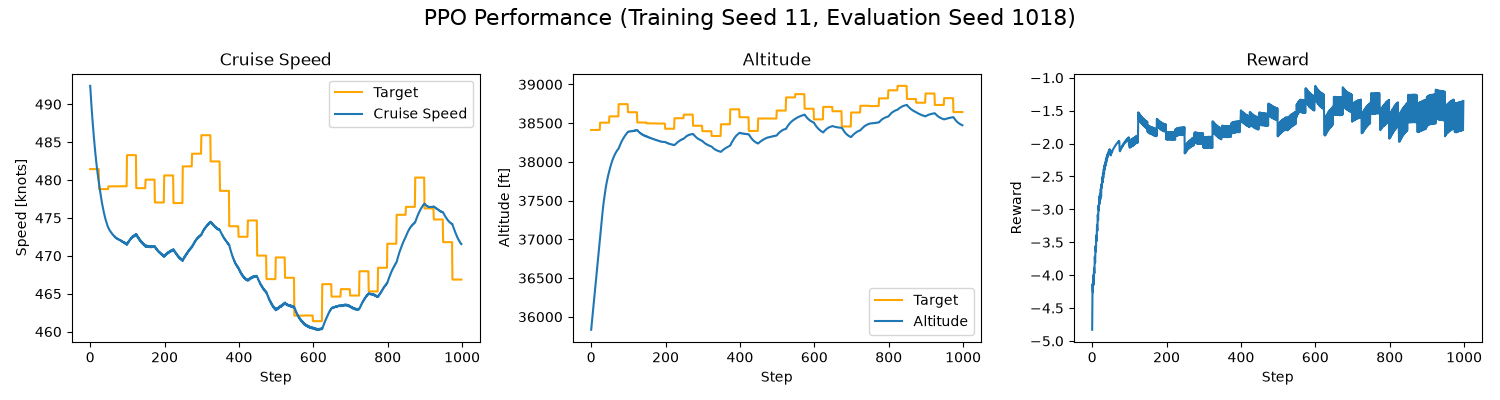 PPO Performance (Training Seed 11, Evaluation Seed 1018)
Cruise Speed
Speed [knots]
490
485
480
475
470
465
460
0 200 400 600 800 1000
Step
Target
Cruise Speed
Altitude
Altitude [ft]
39000
38500
38000
37500
37000
36500
36000
0 200 400 600 800 1000
Step
Target
Altitude
Reward
Reward
−1.0
−1.5
−2.0
−2.5
−3.0
−3.5
−4.0
−4.5
−5.0
0 200 400 600 800 1000
Step